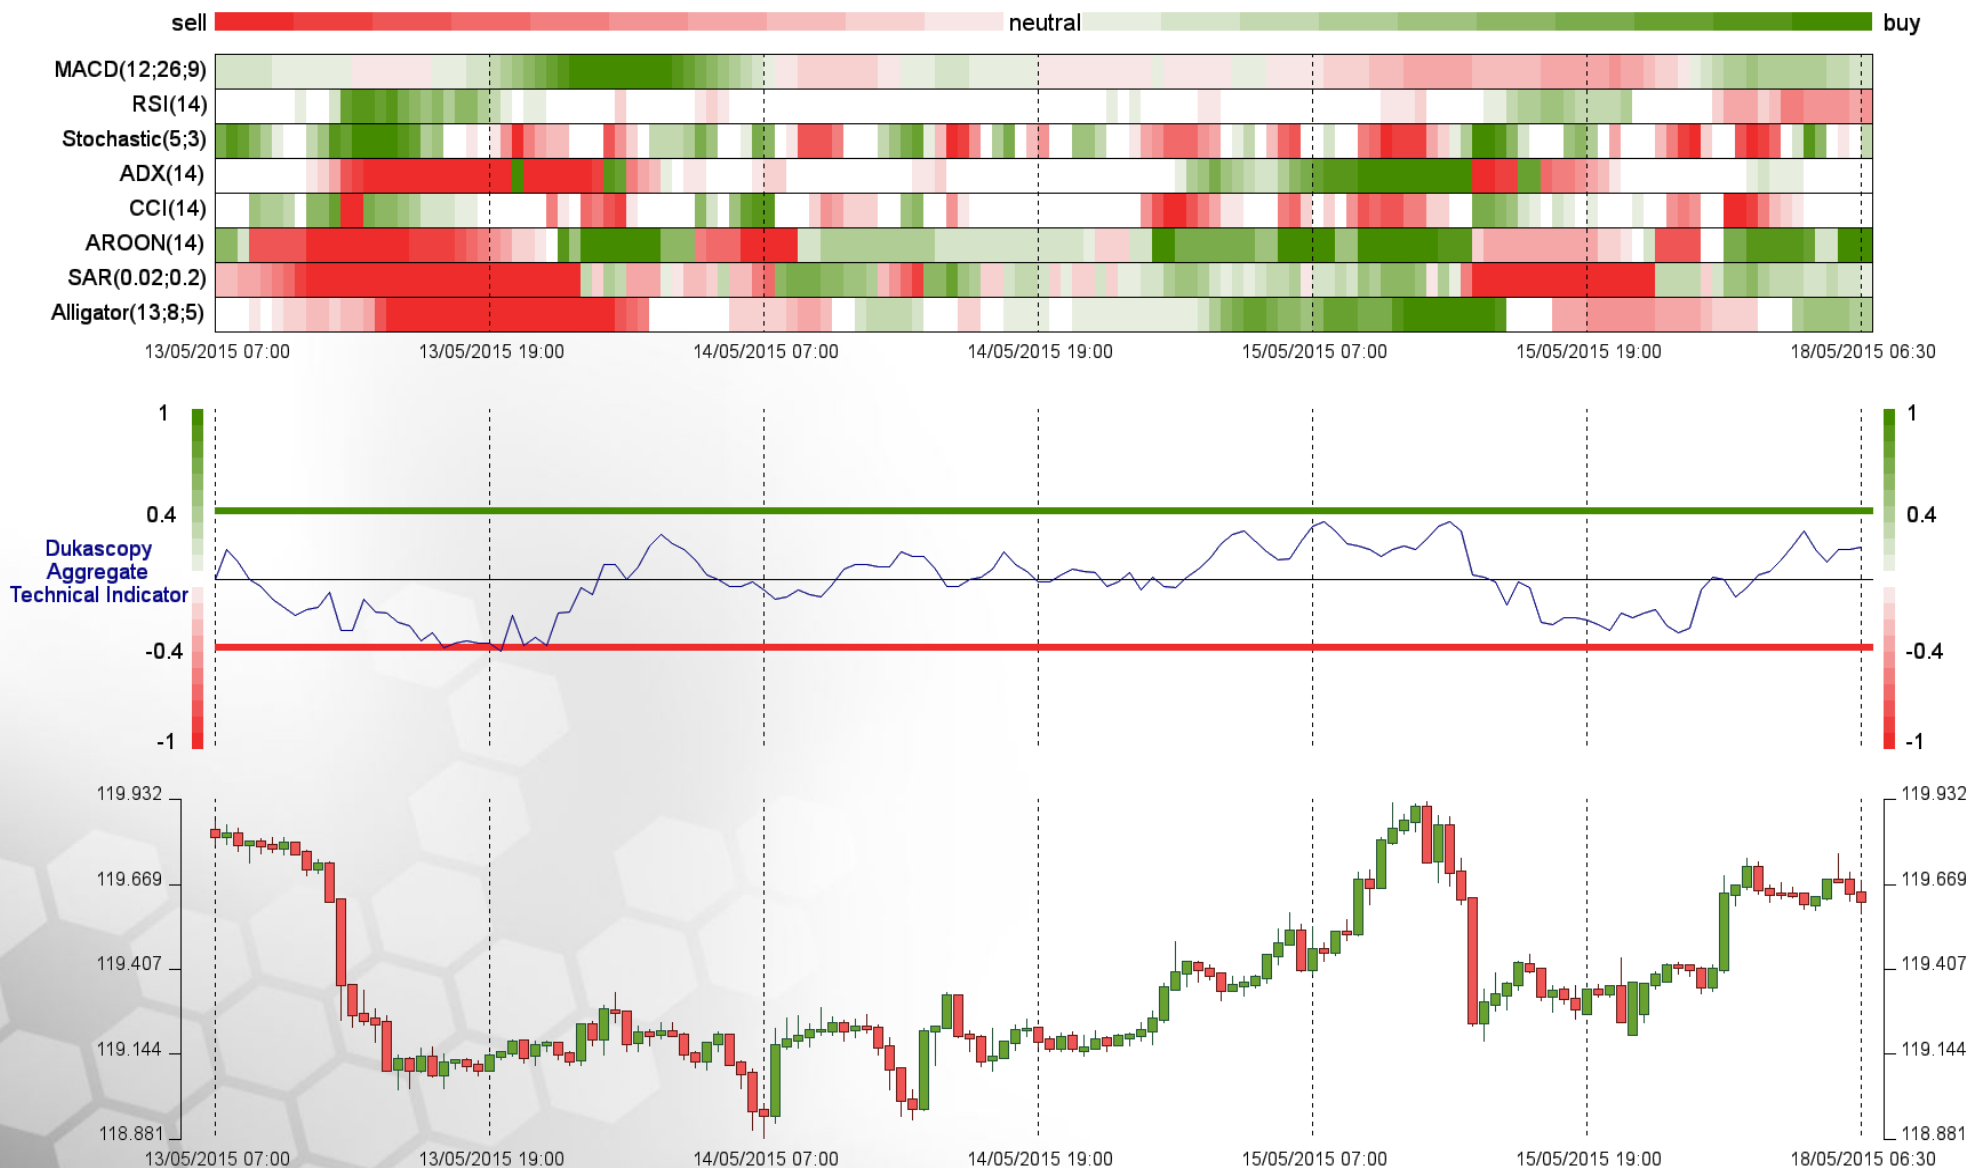 sell neutral buy
MACD(12;26;9)
RSI(14)
Stochastic(5;3)
ADX(14)
CCI(14)
AROON(14)
SAR(0.02;0.2)
Alligator(13;8;5)
13/05/2015 07:00 13/05/2015 19:00 14/05/2015 07:00 14/05/2015 19:00 15/05/2015 07:00 15/05/2015 19:00 18/05/2015 06:30
1 1
0.4 0.4
Dukascopy
Aggregate
Technical Indicator
-0.4 -0.4
-1 -1
119.932 119.932
119.669 119.669
119.407 119.407
119.144 119.144
118.881 118.881
13/05/2015 07:00 13/05/2015 19:00 14/05/2015 07:00 14/05/2015 19:00 15/05/2015 07:00 15/05/2015 19:00 18/05/2015 06:30